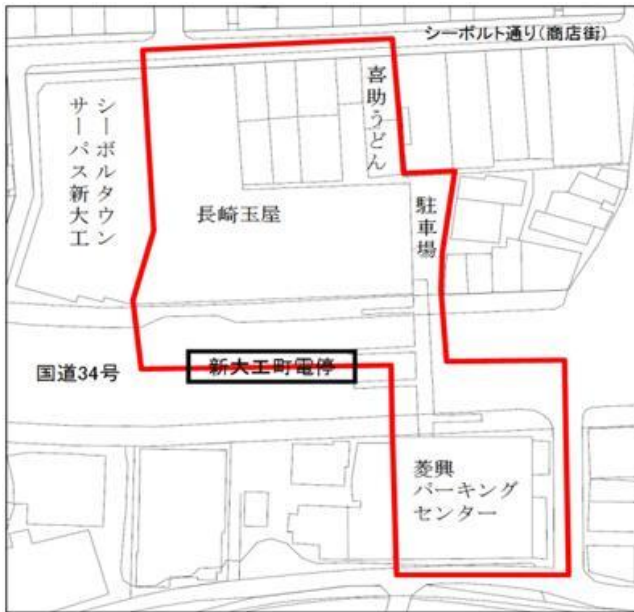 シーボルト通り(商店街)
喜助うどん
シーボルタウン
サーパス新大工
長崎玉屋
駐車場
新大工町電停
国道34号
菱興
パーキング
センター